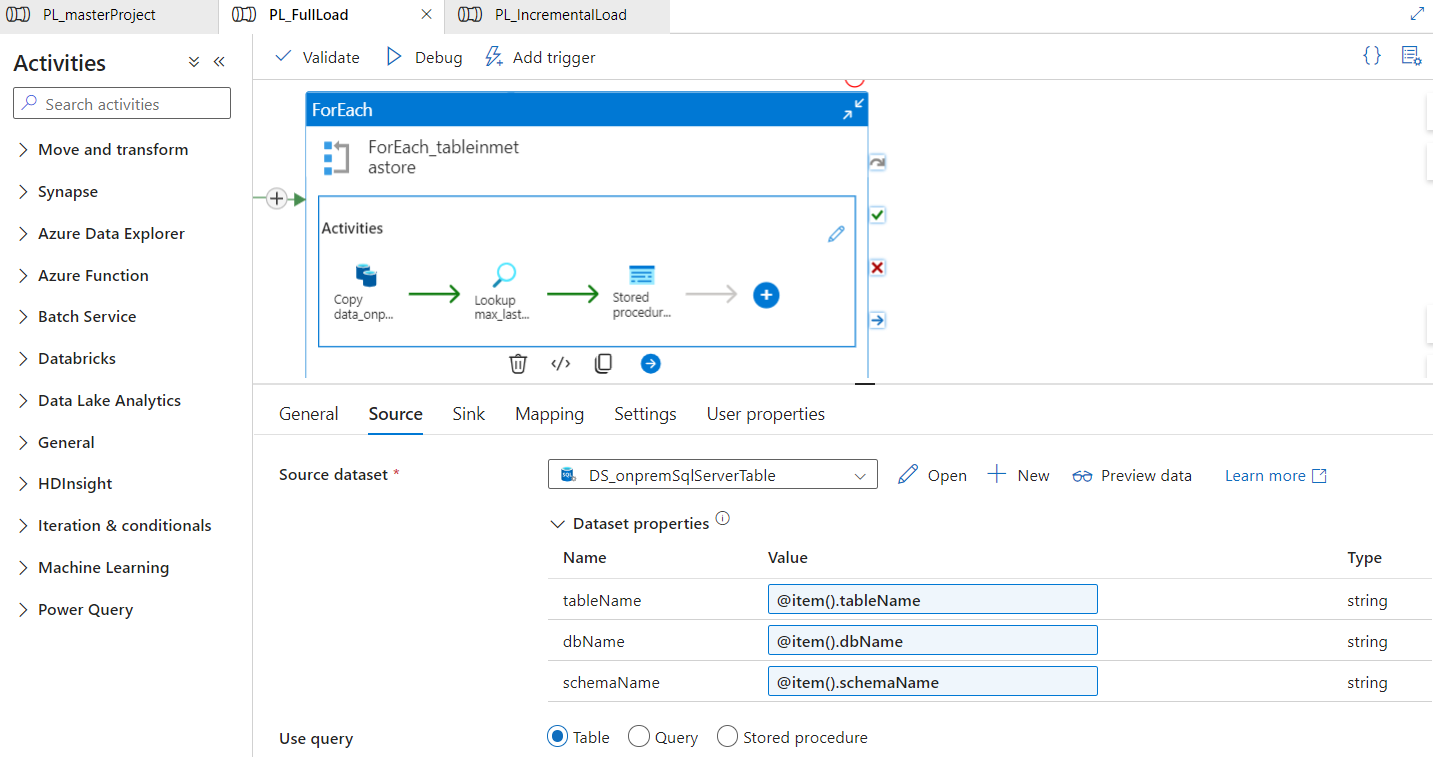 PL_masterProject
PL_FullLoad
PL_IncrementalLoad
Activities
Validate
Debug
Add trigger
{}
Search activities
Move and transform
Synapse
Azure Data Explorer
Azure Function
Batch Service
Databricks
Data Lake Analytics
General
HDInsight
Iteration & conditionals
Machine Learning
Power Query
ForEach
ForEach_tableinmet
astore
Activities
Copy
data_onp...
Lookup
max_last...
Stored
procedur...
General
Source
Sink
Mapping
Settings
User properties
Source dataset *
SQL
DS_onpremSqlServerTable
Open
New
Preview data
Learn more
Dataset properties
Name Value Type
tableName @item().tableName string
dbName @item().dbName string
schemaName @item().schemaName string
Use query
Table
Query
Stored procedure